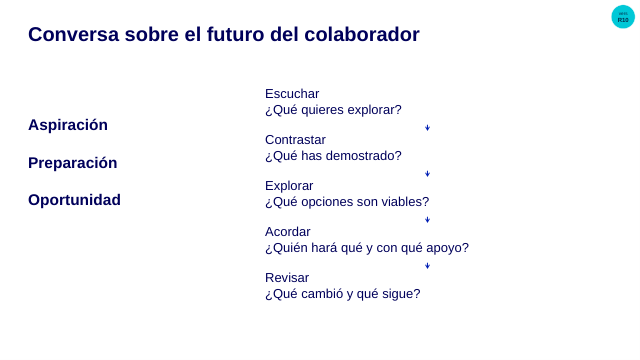 Conversa sobre el futuro del colaborador
R10
Aspiración
Preparación
Oportunidad
Escuchar
¿Qué quieres explorar?
Contrastar
¿Qué has demostrado?
Explorar
¿Qué opciones son viables?
Acordar
¿Quién hará qué y con qué apoyo?
Revisar
¿Qué cambió y qué sigue?